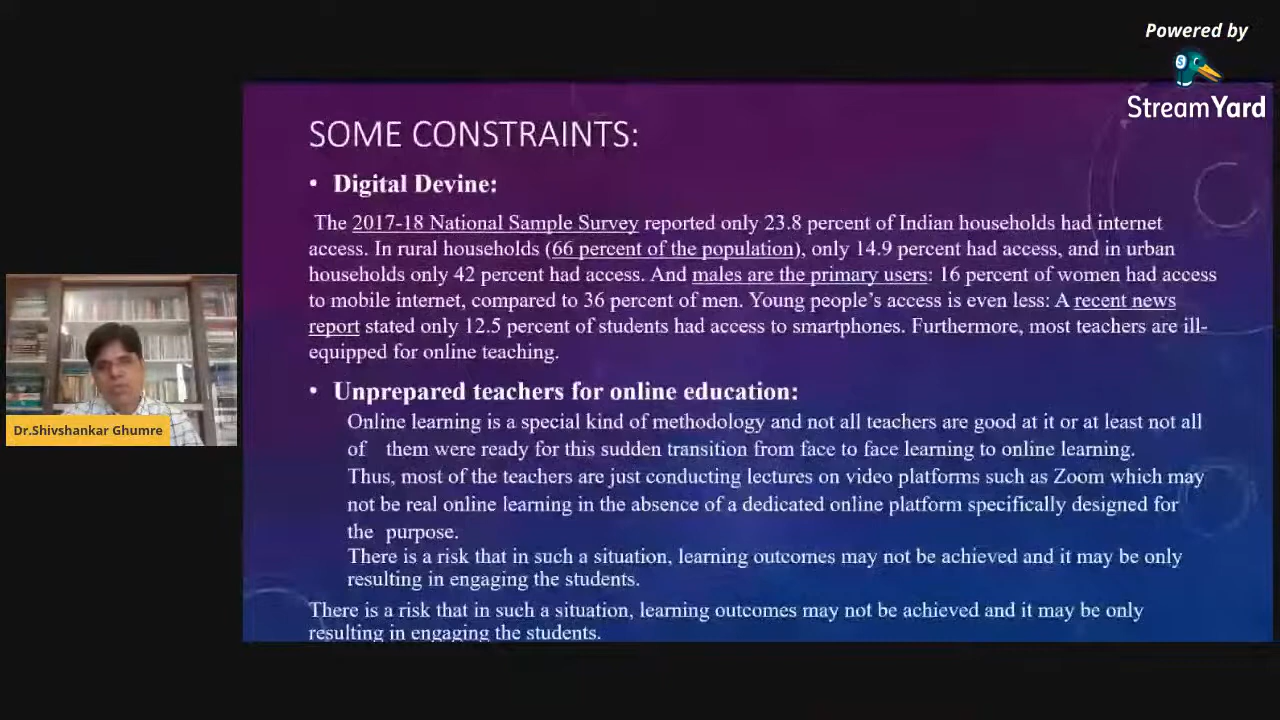 Powered by
StreamYard
SOME CONSTRAINTS:
• Digital Devine:
The 2017-18 National Sample Survey reported only 23.8 percent of Indian households had internet
access. In rural households (66 percent of the population), only 14.9 percent had access, and in urban
households only 42 percent had access. And males are the primary users: 16 percent of women had access
to mobile internet, compared to 36 percent of men. Young people’s access is even less: A recent news
report stated only 12.5 percent of students had access to smartphones. Furthermore, most teachers are ill-
equipped for online teaching.
• Unprepared teachers for online education:
Online learning is a special kind of methodology and not all teachers are good at it or at least not all
of them were ready for this sudden transition from face to face learning to online learning.
Thus, most of the teachers are just conducting lectures on video platforms such as Zoom which may
not be real online learning in the absence of a dedicated online platform specifically designed for
the purpose.
There is a risk that in such a situation, learning outcomes may not be achieved and it may be only
resulting in engaging the students.
There is a risk that in such a situation, learning outcomes may not be achieved and it may be only
resulting in engaging the students.
Dr.Shivshankar Ghumre